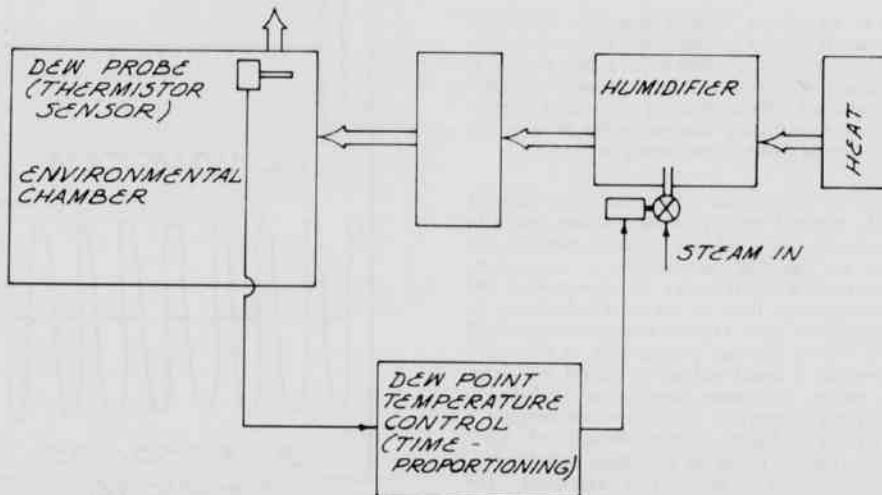 DEW PROBE
(THERMISTOR
SENSOR)
ENVIRONMENTAL
CHAMBER
HUMIDIFIER
HEAT
STEAM IN
DEW POINT
TEMPERATURE
CONTROL
(TIME -
PROPORTIONING)